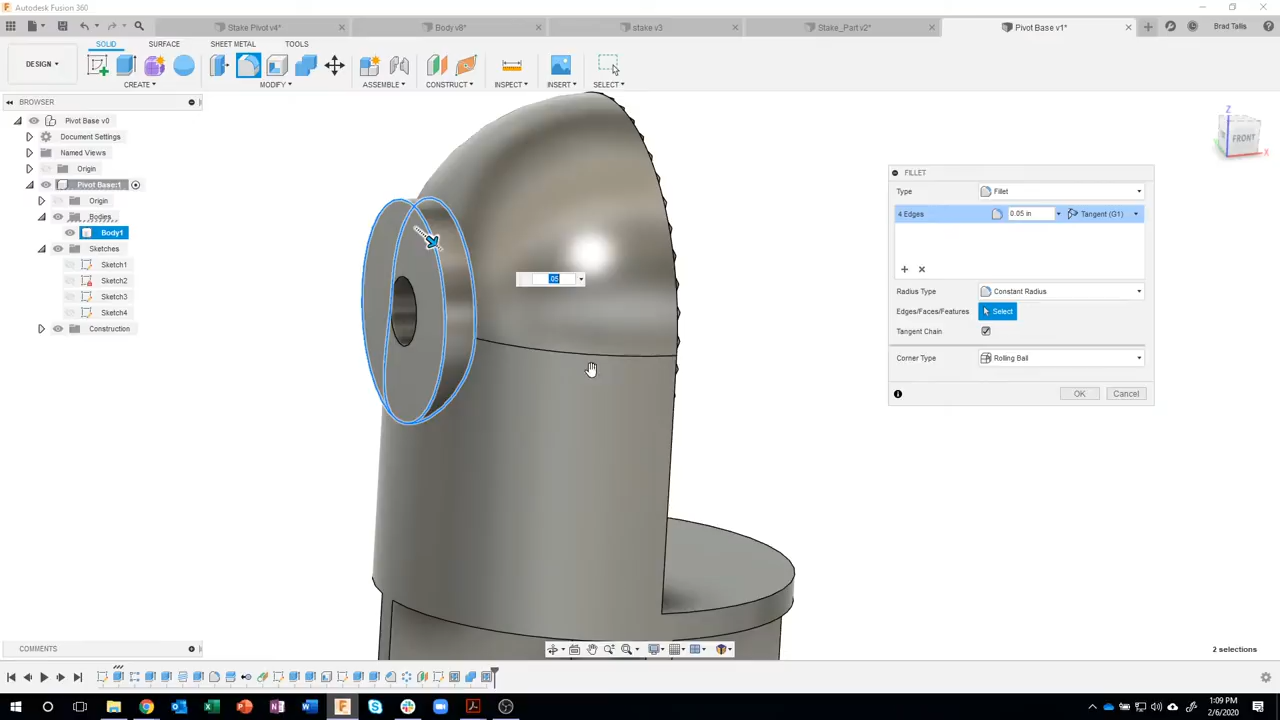 Autodesk Fusion 360
Stake Pivot v4*
Body v8*
stake v3
Stake_Part v2*
Pivot Base v1*
Brad Tallis
SOLID
SURFACE
SHEET METAL
TOOLS
DESIGN
CREATE
MODIFY
ASSEMBLE
CONSTRUCT
INSPECT
INSERT
SELECT
BROWSER
Pivot Base v0
Document Settings
Named Views
Origin
Pivot Base:1
Origin
Bodies
Body1
Sketches
Sketch1
Sketch2
Sketch3
Sketch4
Construction
Z
FRONT
X
FILLET
Type
Fillet
4 Edges
0.05 in
Tangent (G1)
Radius Type
Constant Radius
Edges/Faces/Features
Select
Tangent Chain
Corner Type
Rolling Ball
OK
Cancel
.05
COMMENTS
2 selections
1:09 PM
2/6/2020